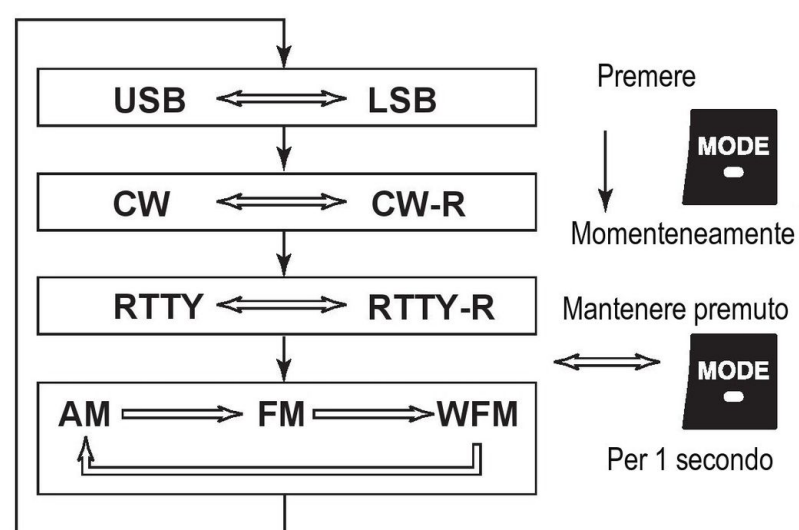 USB LSB
CW CW-R
RTTY RTTY-R
AM FM WFM
Premere
MODE
Momenteneamente
Mantenere premuto
MODE
Per 1 secondo